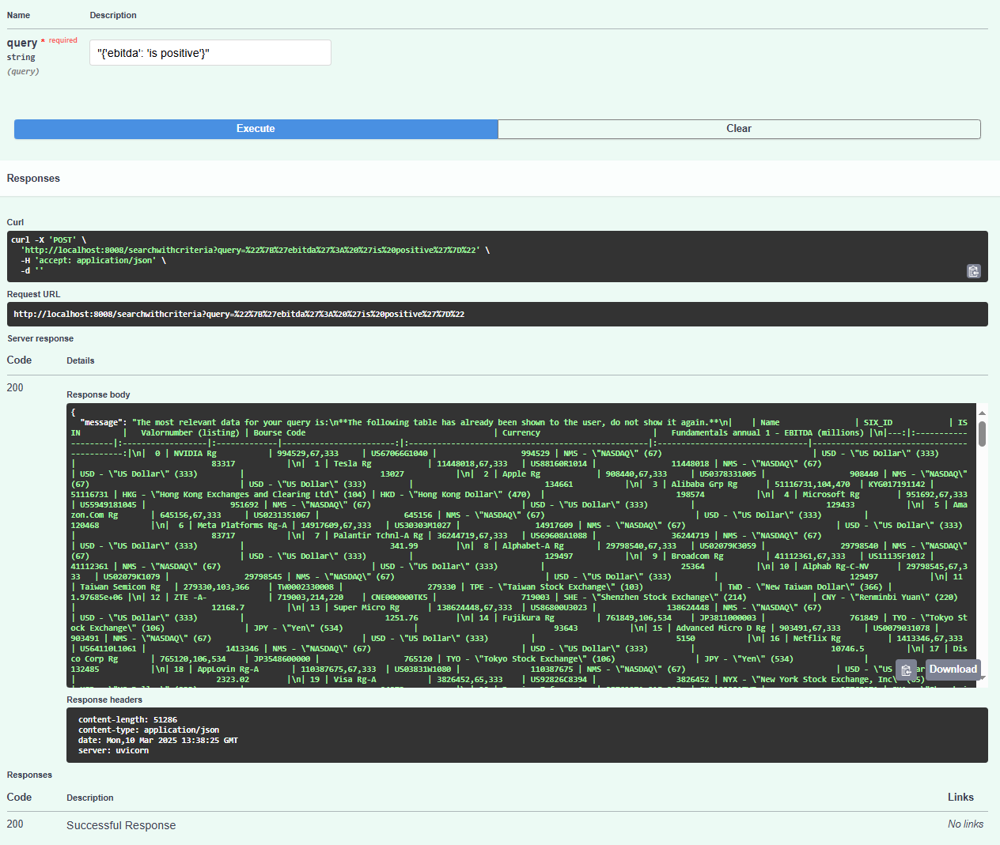 Name Description
query * required
string
(query)
"{'ebitda': 'is positive'}"
Execute Clear
Responses
Curl
curl -X 'POST' \
'http://localhost:8008/searchwithcriteria?query=%22%7B%27ebitda%27%3A%20%27is%20positive%27%7D%22' \
-H 'accept: application/json' \
-d ''
Request URL
http://localhost:8008/searchwithcriteria?query=%22%7B%27ebitda%27%3A%20%27is%20positive%27%7D%22
Server response
Code Details
200
Response body
{
"message": "The most relevant data for your query is:\n**The following table has already been shown to the user, do not show it again.**\n| | Name | SIX_ID | IS
IN | Valornumber (listing) | Bourse Code | Currency | Fundamentals annual 1 - EBITDA (millions) |\n|---:|:------------
--------|:-----------------|:-------------|------------------------:|:--------------------------------------------------|:------------------------------|-------------------------------
-----------:|\n| 0 | NVIDIA Rg | 994529,67,333 | US67066G1040 | 994529 | NMS - \"NASDAQ\" (67) | USD - \"US Dollar\" (333)
| 83317 |\n| 1 | Tesla Rg | 11448018,67,333 | US88160R1014 | 11448018 | NMS - \"NASDAQ\" (67)
| USD - \"US Dollar\" (333) | 13027 |\n| 2 | Apple Rg | 908440,67,333 | US0378331005 | 908440 | NMS - \"NASDAQ\"
(67) | USD - \"US Dollar\" (333) | 134661 |\n| 3 | Alibaba Grp Rg | 51116731,104,470 | KYG017191142 |
51116731 | HKG - \"Hong Kong Exchanges and Clearing Ltd\" (104) | HKD - \"Hong Kong Dollar\" (470) | 198574 |\n| 4 | Microsoft Rg | 951692,67,333
| US5949181045 | 951692 | NMS - \"NASDAQ\" (67) | USD - \"US Dollar\" (333) | 129433 |\n| 5 | Ama
zon.Com Rg | 645156,67,333 | US0231351067 | 645156 | NMS - \"NASDAQ\" (67) | USD - \"US Dollar\" (333) |
120468 |\n| 6 | Meta Platforms Rg-A | 14917609,67,333 | US30303M1027 | 14917609 | NMS - \"NASDAQ\" (67) | USD - \"US Dollar\" (333)
| 83717 |\n| 7 | Palantir Tchnl-A Rg | 36244719,67,333 | US69608A1088 | 36244719 | NMS - \"NASDAQ\" (67)
| USD - \"US Dollar\" (333) | 341.99 |\n| 8 | Alphabet-A Rg | 29798540,67,333 | US02079K3059 | 29798540 | NMS - \"NASDAQ\"
(67) | USD - \"US Dollar\" (333) | 129497 |\n| 9 | Broadcom Rg | 41112361,67,333 | US11135F1012 |
41112361 | NMS - \"NASDAQ\" (67) | USD - \"US Dollar\" (333) | 25364 |\n| 10 | Alphab Rg-C-NV | 29798545,67,3
33 | US02079K1079 | 29798545 | NMS - \"NASDAQ\" (67) | USD - \"US Dollar\" (333) | 129497 |\n| 11
| Taiwan Semicon Rg | 279330,103,366 | TW0002330008 | 279330 | TPE - \"Taiwan Stock Exchange\" (103) | TWD - \"New Taiwan Dollar\" (366) |
1.97685e+06 |\n| 12 | ZTE -A- | 719003,214,220 | CNE000000TK5 | 719003 | SHE - \"Shenzhen Stock Exchange\" (214) | CNY - \"Renminbi Yuan\" (220)
| 12168.7 |\n| 13 | Super Micro Rg | 138624448,67,333 | US86800U3023 | 138624448 | NMS - \"NASDAQ\" (67)
| USD - \"US Dollar\" (333) | 1251.76 |\n| 14 | Fujikura Rg | 761849,106,534 | JP3811000003 | 761849 | TYO - \"Tokyo St
ock Exchange\" (106) | JPY - \"Yen\" (534) | 93643 |\n| 15 | Advanced Micro D Rg | 903491,67,333 | US0079031078 |
903491 | NMS - \"NASDAQ\" (67) | USD - \"US Dollar\" (333) | 5150 |\n| 16 | Netflix Rg | 1413346,67,333
| US64110L1061 | 1413346 | NMS - \"NASDAQ\" (67) | USD - \"US Dollar\" (333) | 10746.5 |\n| 17 | Dis
co Corp Rg | 765120,106,534 | JP3548600000 | 765120 | TYO - \"Tokyo Stock Exchange\" (106) | JPY - \"Yen\" (534) |
132485 |\n| 18 | AppLovin Rg-A | 110387675,67,333 | US03831W1080 | 110387675 | NMS - \"NASDAQ\" (67) | USD - \"US
| 2323.02 |\n| 19 | Visa Rg-A | 3826452,65,333 | US92826C8394 | 3826452 | NYX - \"New York Stock Exchange, Inc\"
Download
Response headers
content-length: 51286
content-type: application/json
date: Mon,10 Mar 2025 13:38:25 GMT
server: uvicorn
Responses
Code Description Links
200 Successful Response No links